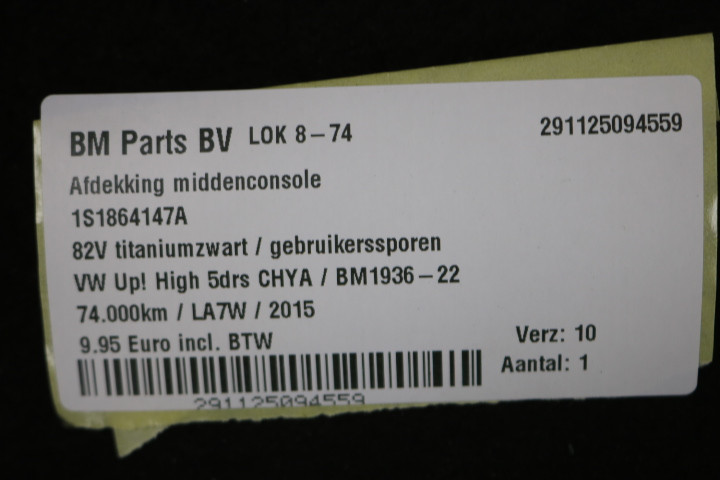 BM Parts BV LOK 8-74
291125094559
Afdekking middenconsole
1S1864147A
82V titaniumzwart / gebruikerssporen
VW Up! High 5drs CHYA / BM1936-22
74.000km / LA7W / 2015
9.95 Euro incl. BTW
Verz: 10
Aantal: 1
291125094559